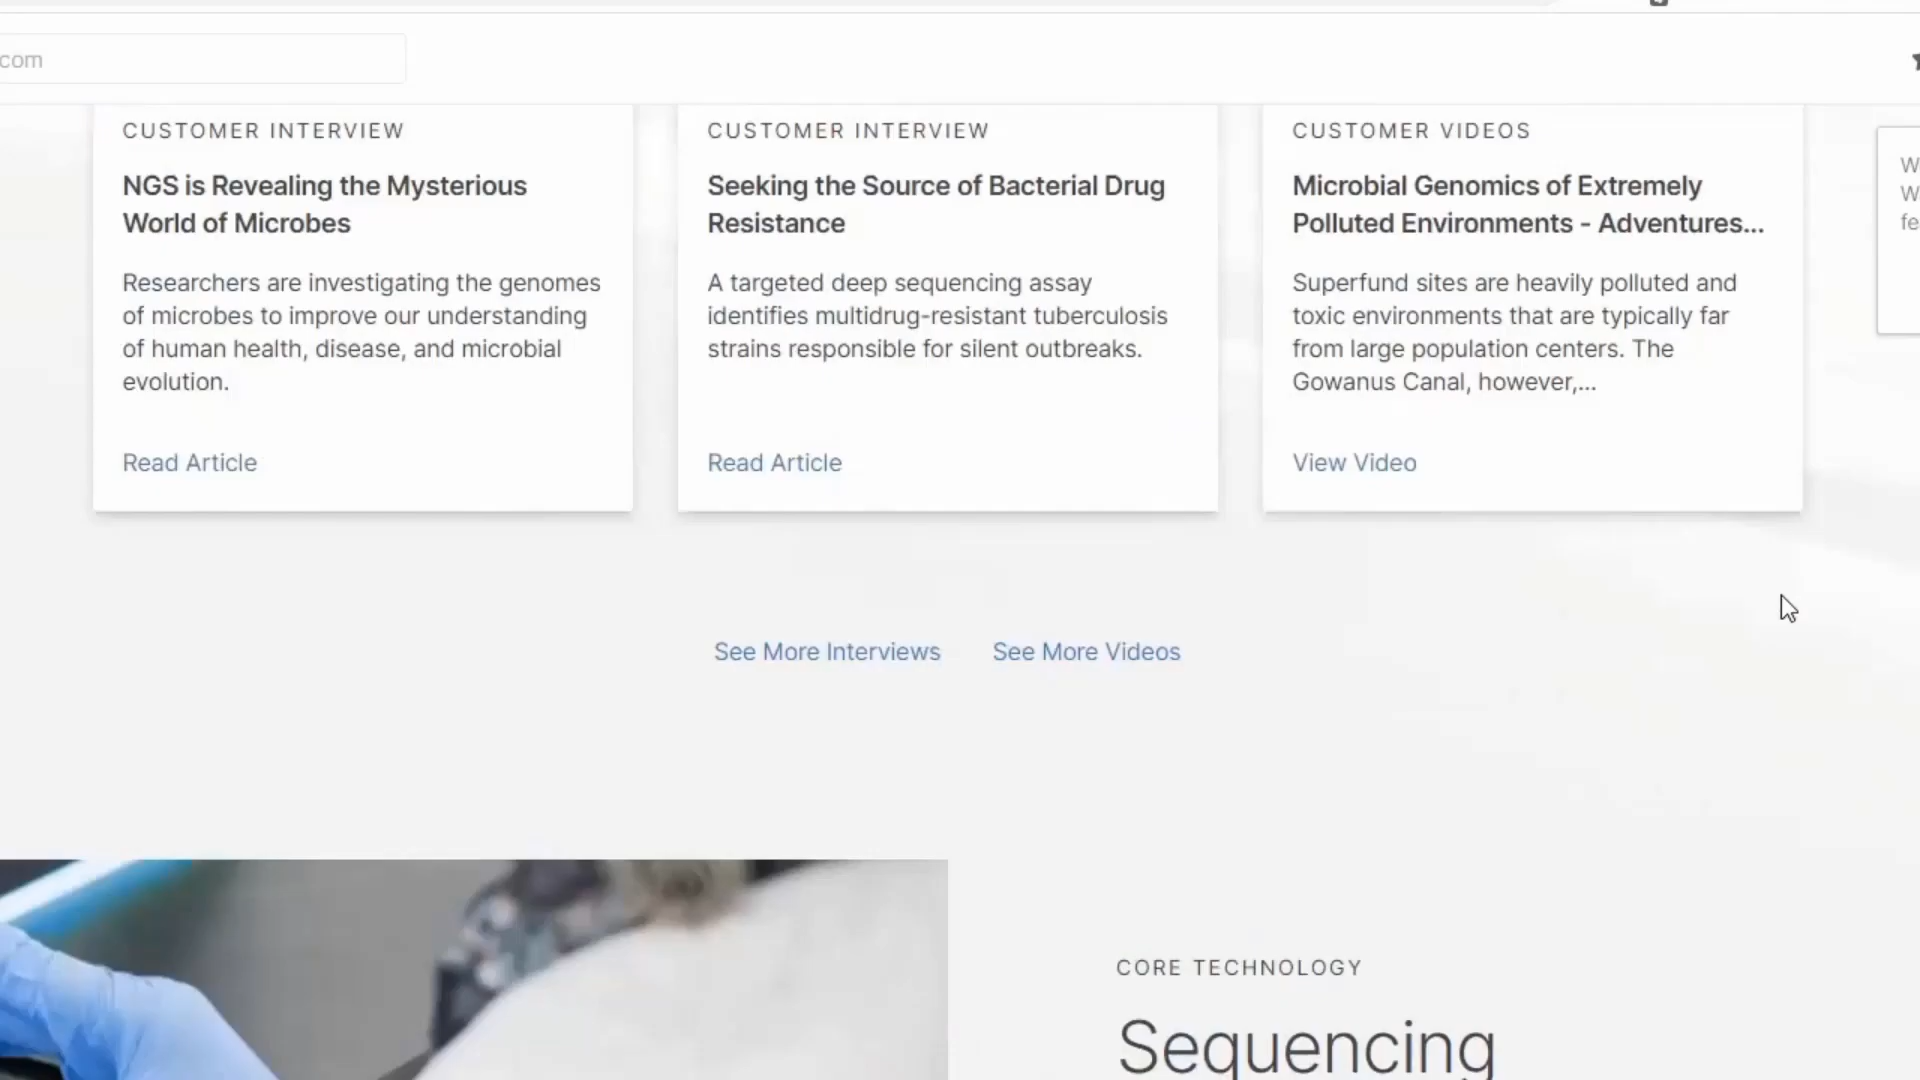 com
CUSTOMER INTERVIEW
NGS is Revealing the Mysterious
World of Microbes
Researchers are investigating the genomes
of microbes to improve our understanding
of human health, disease, and microbial
evolution.
Read Article
CUSTOMER INTERVIEW
Seeking the Source of Bacterial Drug
Resistance
A targeted deep sequencing assay
identifies multidrug-resistant tuberculosis
strains responsible for silent outbreaks.
Read Article
CUSTOMER VIDEOS
Microbial Genomics of Extremely
Polluted Environments - Adventures...
Superfund sites are heavily polluted and
toxic environments that are typically far
from large population centers. The
Gowanus Canal, however,...
View Video
See More Interviews
See More Videos
CORE TECHNOLOGY
Sequencing